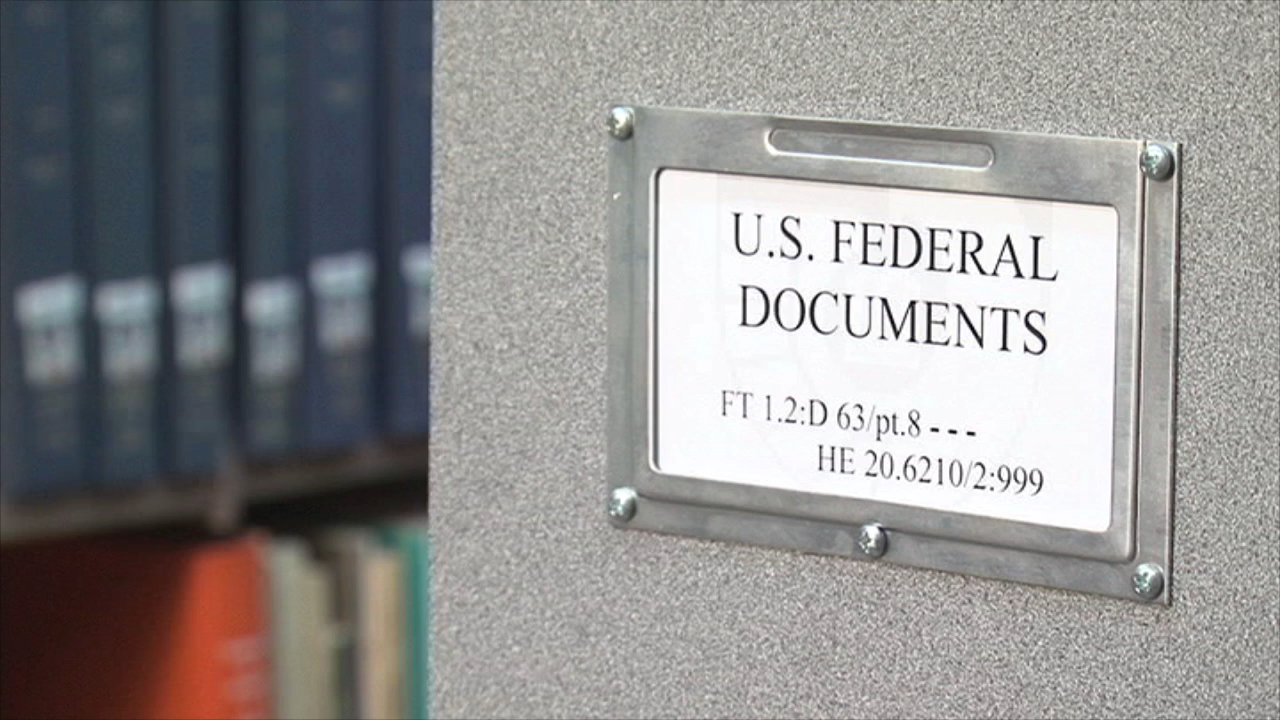 U.S. FEDERAL
DOCUMENTS
FT 1.2:D 63/pt.8 - - -
HE 20.6210/2:999